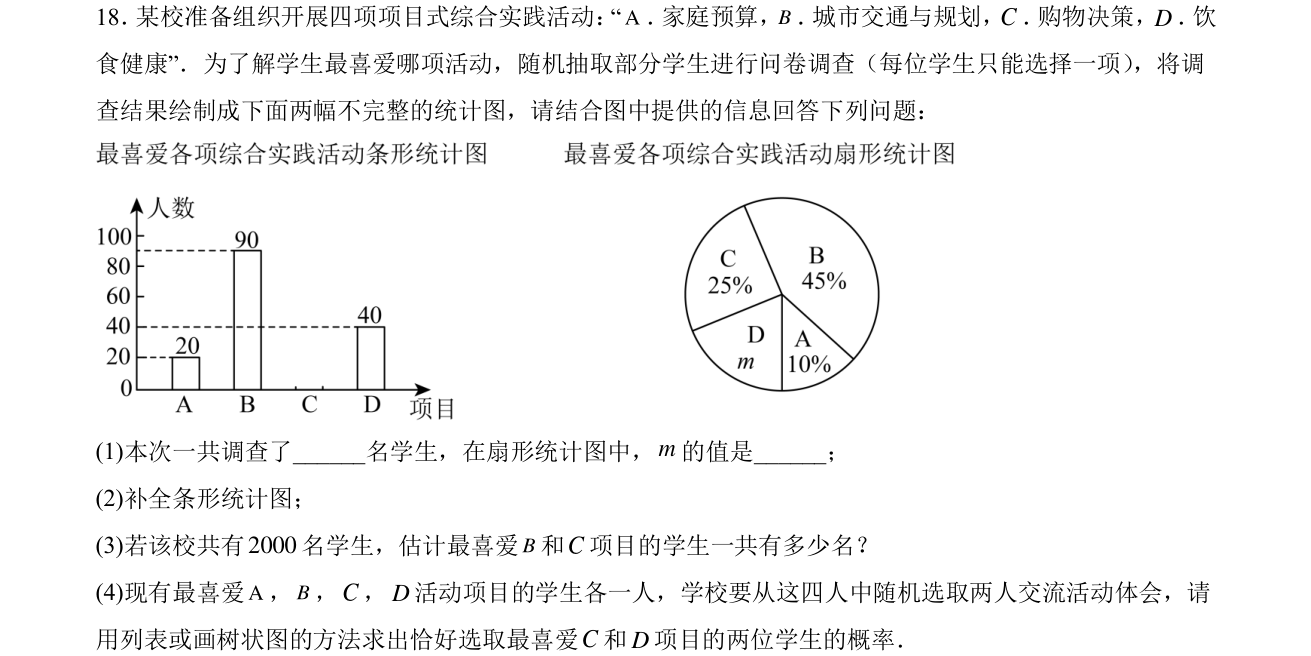 18．某校准备组织开展四项项目式综合实践活动：“A．家庭预算，B．城市交通与规划，C．购物决策，D．饮
食健康”．为了解学生最喜爱哪项活动，随机抽取部分学生进行问卷调查（每位学生只能选择一项），将调
查结果绘制成下面两幅不完整的统计图，请结合图中提供的信息回答下列问题：
最喜爱各项综合实践活动条形统计图
人数
100
80
60
40
20
0
20
90
40
A B C D 项目
最喜爱各项综合实践活动扇形统计图
C
25%
B
45%
D
m
A
10%
(1)本次一共调查了______名学生，在扇形统计图中，m 的值是______；
(2)补全条形统计图；
(3)若该校共有 2000 名学生，估计最喜爱 B 和 C 项目的学生一共有多少名？
(4)现有最喜爱 A，B，C，D 活动项目的学生各一人，学校要从这四人中随机选取两人交流活动体会，请
用列表或画树状图的方法求出恰好选取最喜爱 C 和 D 项目的两位学生的概率．